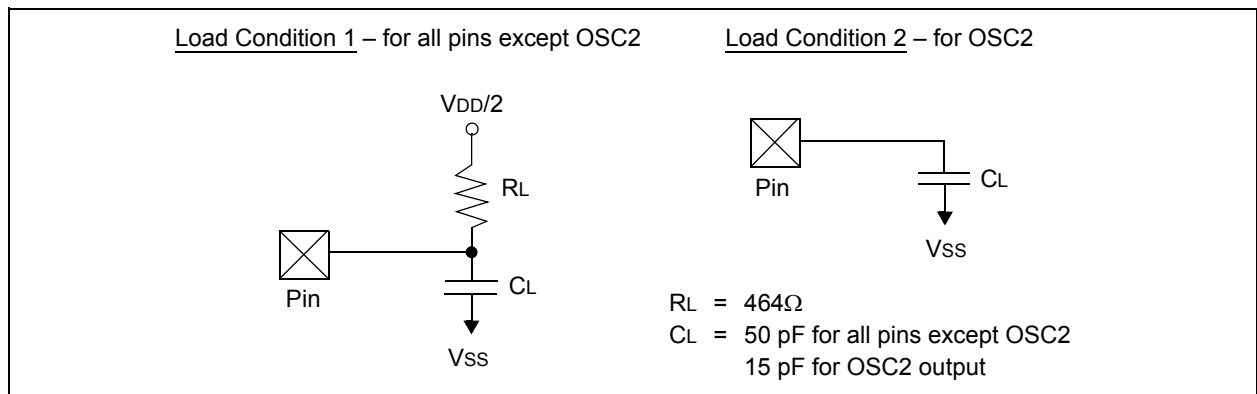 Load Condition 1 – for all pins except OSC2
VDD/2
RL
Pin
CL
VSS
Load Condition 2 – for OSC2
Pin
CL
VSS
RL = 464Ω
CL = 50 pF for all pins except OSC2
15 pF for OSC2 output